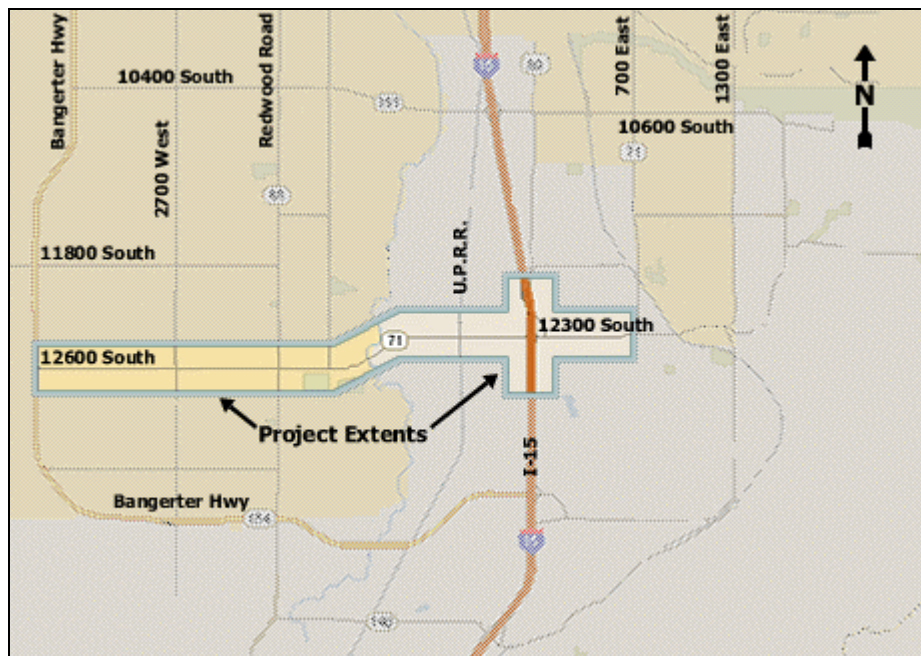 Bangerter Hwy
2700 West
Redwood Road
700 East
1300 East
10400 South
N
10600 South
71
11800 South
U.P.R.R.
12300 South
12600 South
71
Project Extents
I-15
Bangerter Hwy